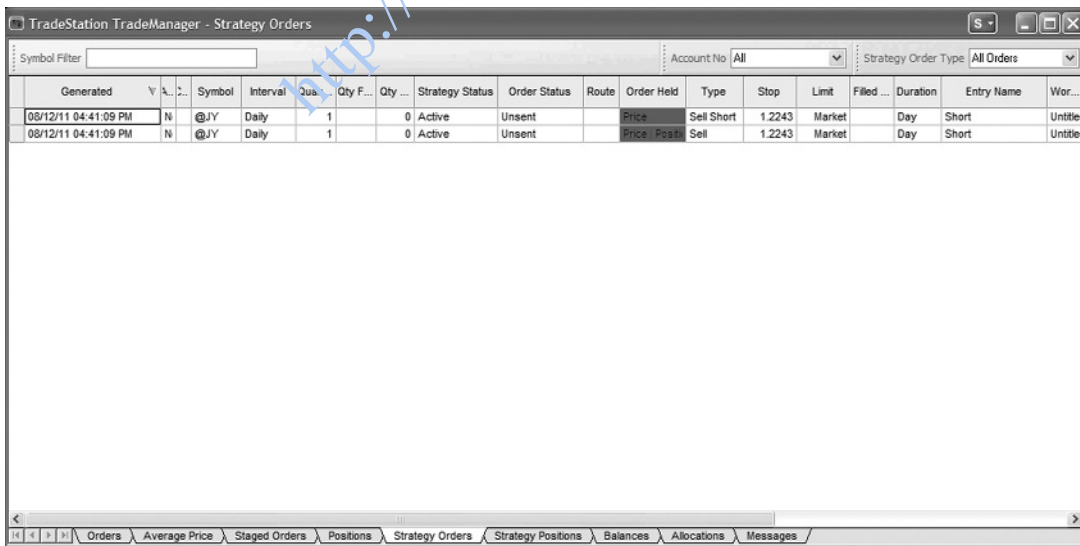 http://
TradeStation TradeManager - Strategy Orders S
Symbol Filter Account No All Strategy Order Type All Orders
Generated A... Symbol Interval Qua... Qty F... Qty ... Strategy Status Order Status Route Order Held Type Stop Limit Filled ... Duration Entry Name Wor...
08/12/11 04:41:09 PM N @JY Daily 1 0 Active Unsent Price Sell Short 1.2243 Market Day Short Untitle
08/12/11 04:41:09 PM N @JY Daily 1 0 Active Unsent Price Positi Sell 1.2243 Market Day Short Untitle
Orders Average Price Staged Orders Positions Strategy Orders Strategy Positions Balances Allocations Messages